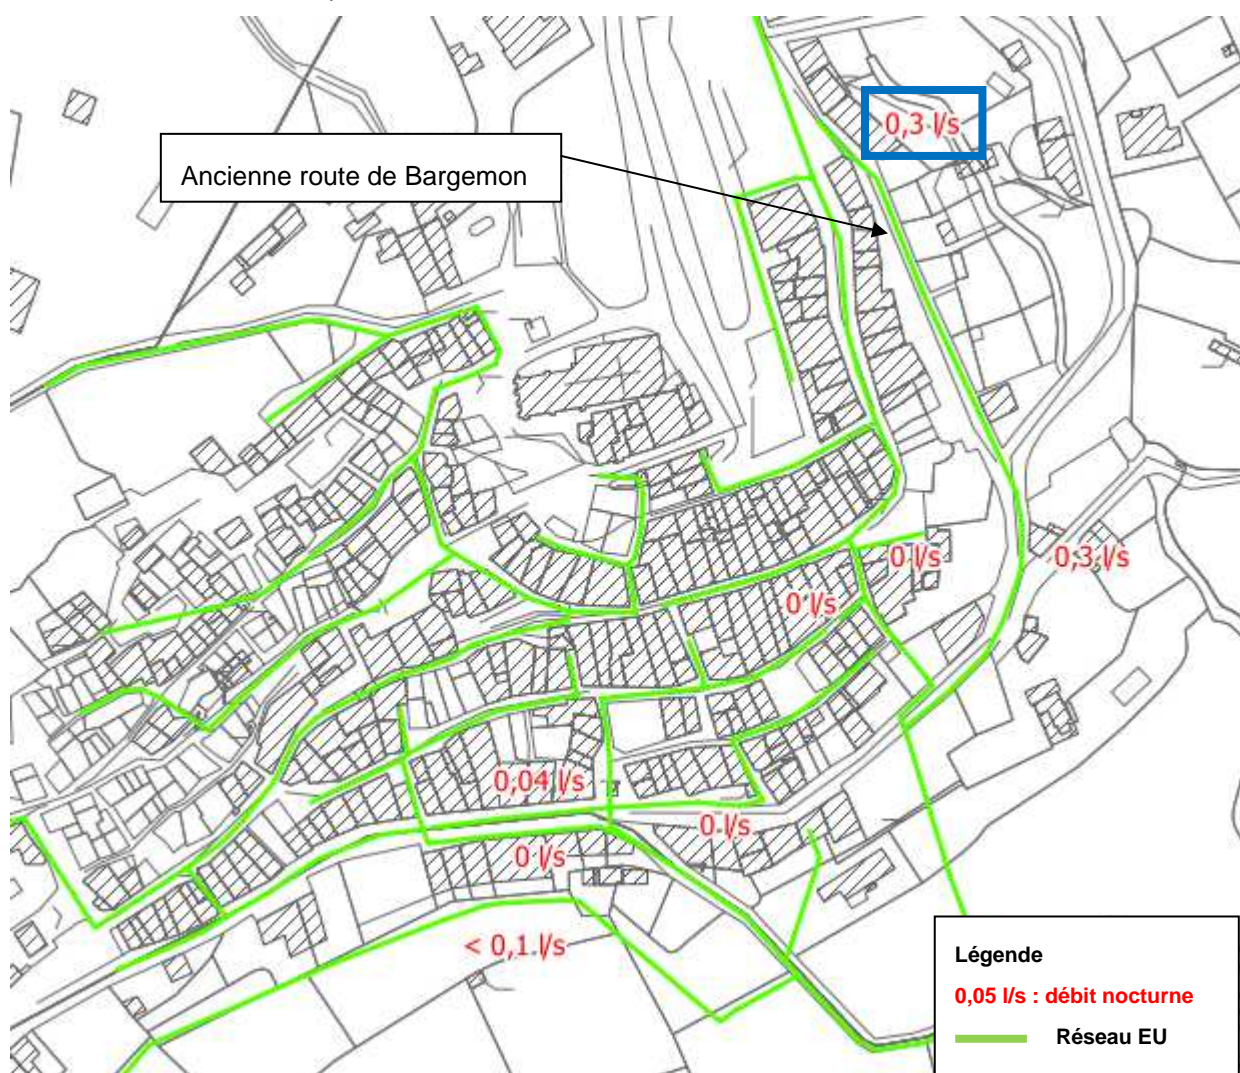 0,3 l/s
Ancienne route de Bargemon
0 l/s
0,3 l/s
0 l/s
0,04 l/s
0 l/s
0 l/s
< 0,1 l/s
Légende
0,05 l/s : débit nocturne
Réseau EU